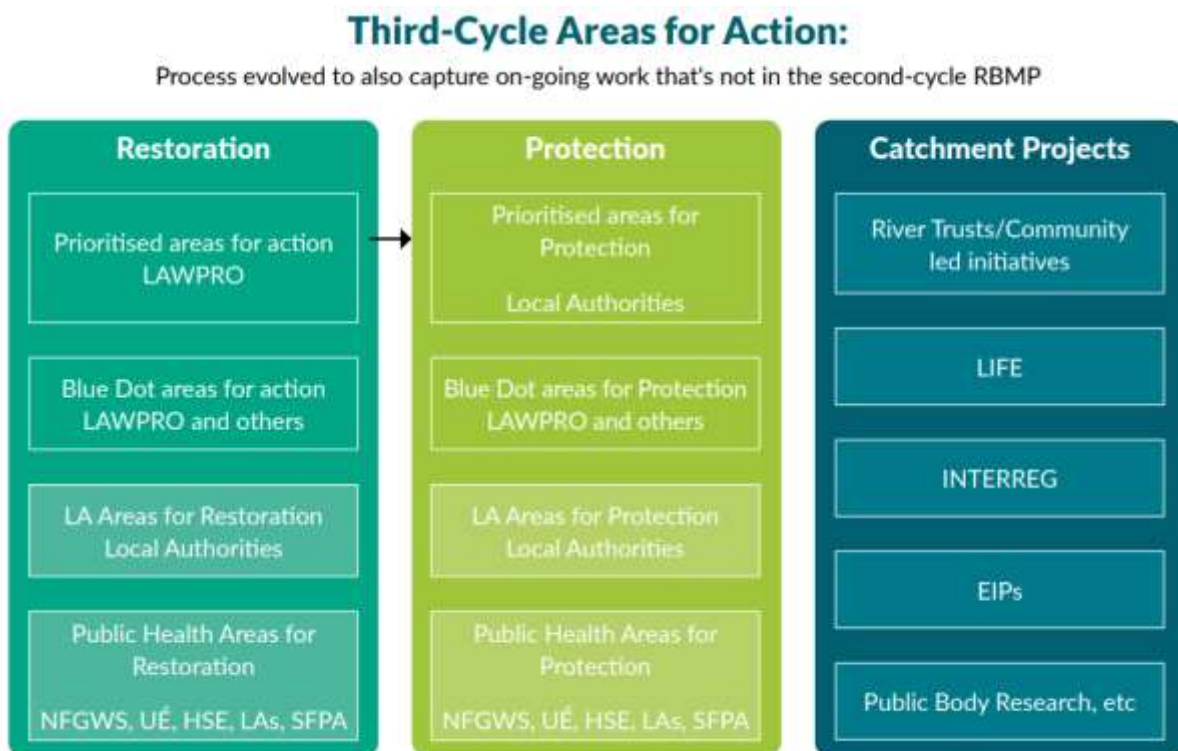 Third-Cycle Areas for Action:
Process evolved to also capture on-going work that's not in the second-cycle RBMP
Restoration
Prioritised areas for action
LAWPRO
Blue Dot areas for action
LAWPRO and others
LA Areas for Restoration
Local Authorities
Public Health Areas for
Restoration
NFGWS, UÉ, HSE, LAs, SFPA
Protection
Prioritised areas for
Protection
Local Authorities
Blue Dot areas for Protection
LAWPRO and others
LA Areas for Protection
Local Authorities
Public Health Areas for
Protection
NFGWS, UÉ, HSE, LAs, SFPA
Catchment Projects
River Trusts/Community
led initiatives
LIFE
INTERREG
EIPs
Public Body Research, etc